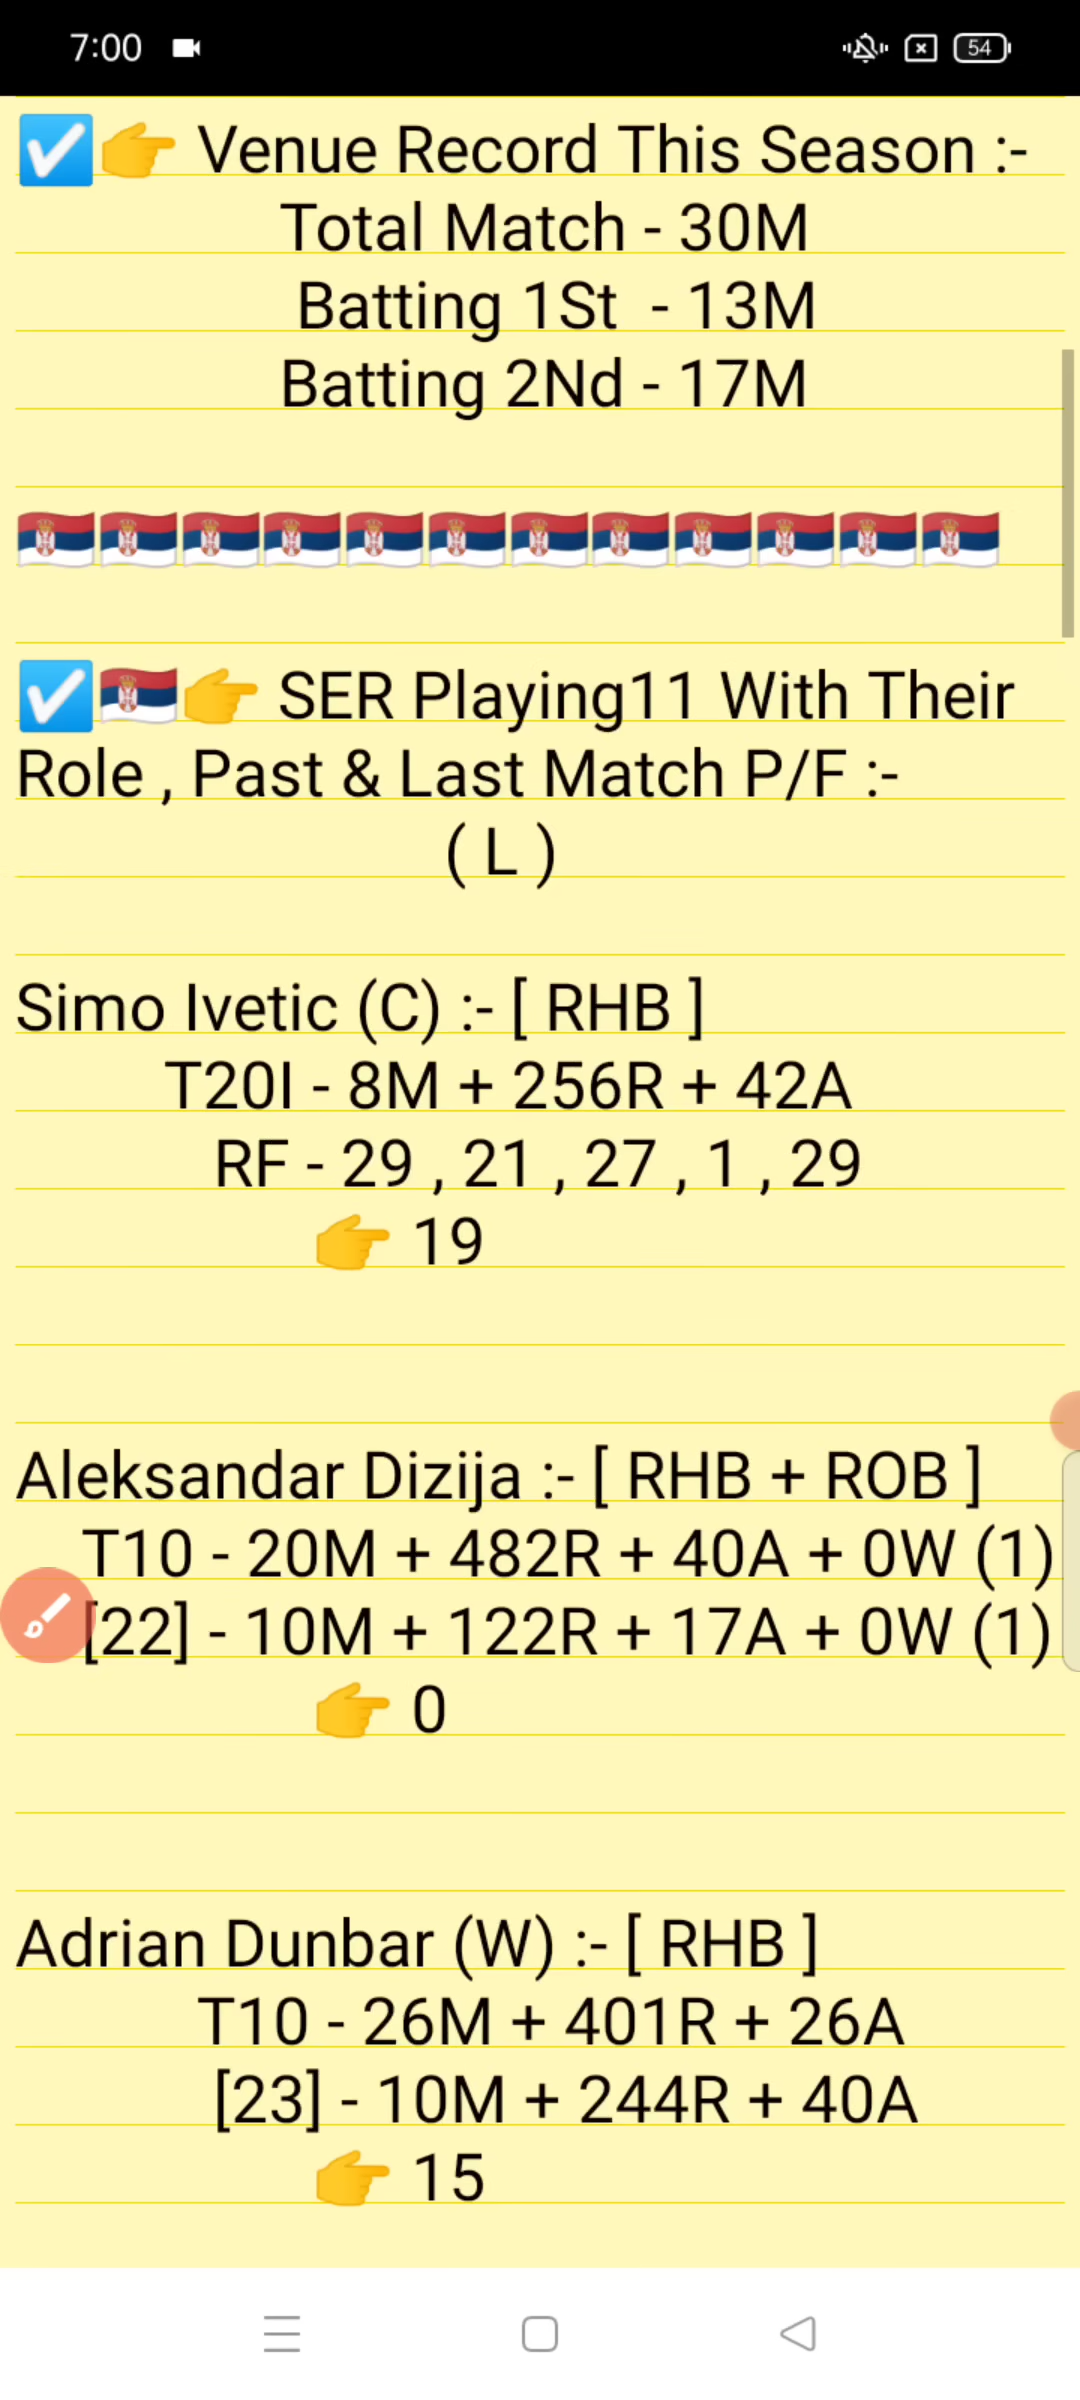 7:00
54
☑👉 Venue Record This Season :-
Total Match - 30M
Batting 1St - 13M
Batting 2Nd - 17M
🇷🇸🇷🇸🇷🇸🇷🇸🇷🇸🇷🇸🇷🇸🇷🇸🇷🇸🇷🇸🇷🇸🇷🇸
☑🇷🇸👉 SER Playing11 With Their
Role , Past & Last Match P/F :-
( L )
Simo Ivetic (C) :- [ RHB ]
T20I - 8M + 256R + 42A
RF - 29 , 21 , 27 , 1 , 29
👉 19
Aleksandar Dizija :- [ RHB + ROB ]
T10 - 20M + 482R + 40A + 0W (1)
[22] - 10M + 122R + 17A + 0W (1)
👉 0
Adrian Dunbar (W) :- [ RHB ]
T10 - 26M + 401R + 26A
[23] - 10M + 244R + 40A
👉 15